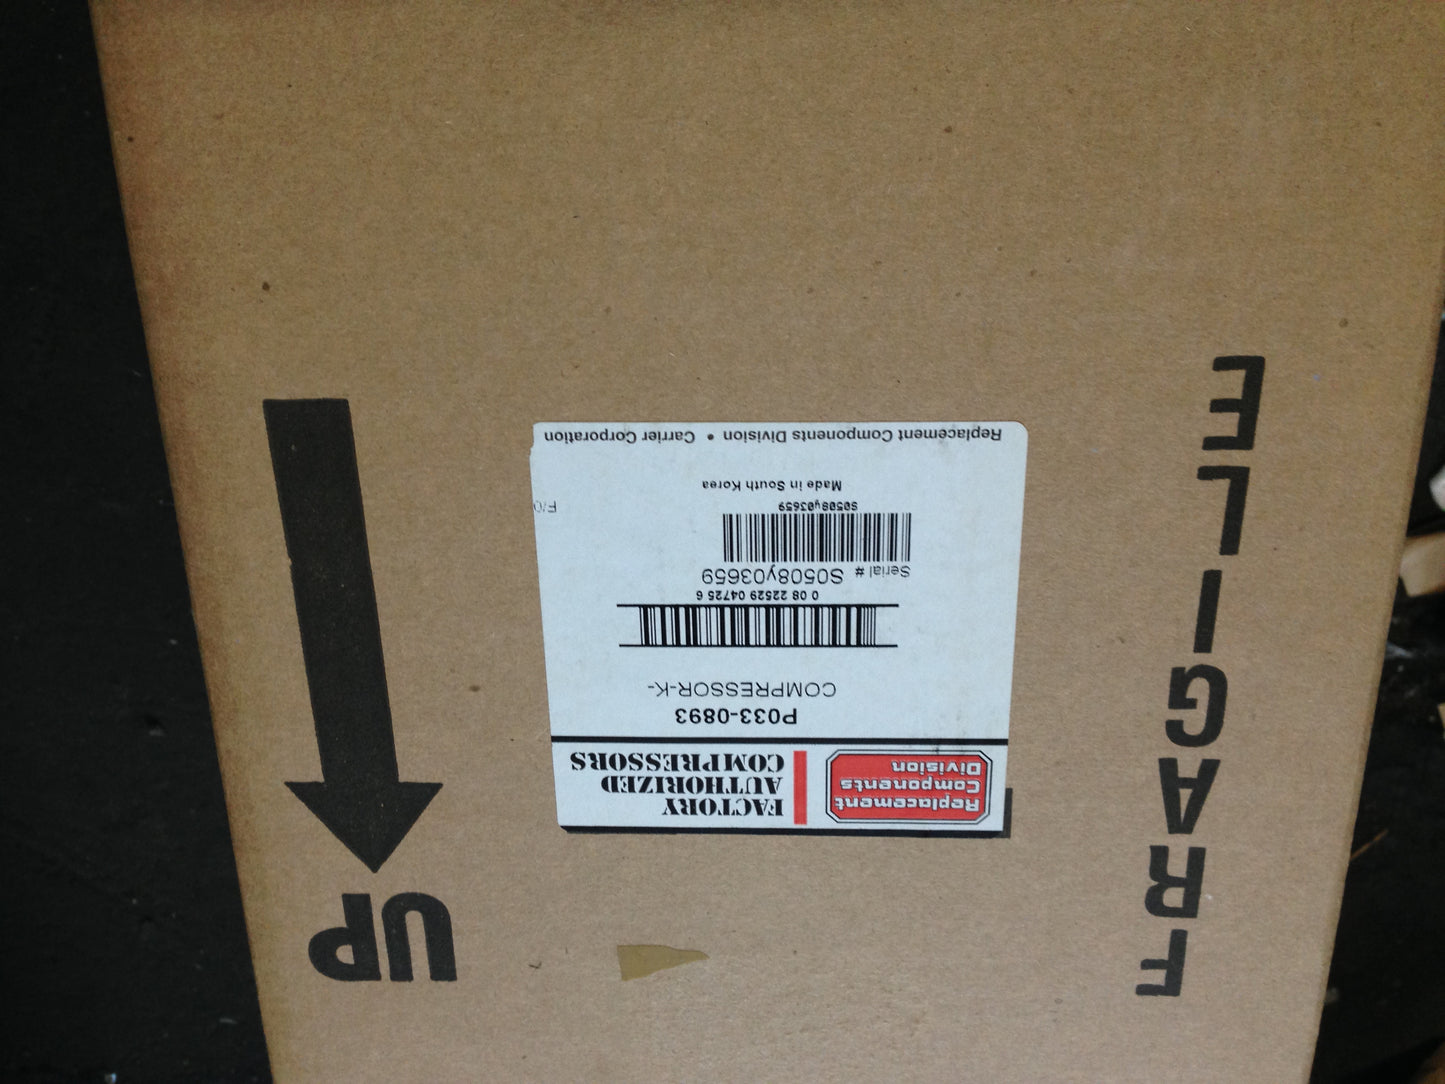 UP
FRAGILE
Replacement
Components
Division
FACTORY
AUTHORIZED
COMPRESSORS
P033-0893
COMPRESSOR-K-
0 08 22529 04725 6
Serial # S0508y03659
S0508y03659
F/C
Made in South Korea
Replacement Components Division • Carrier Corporation